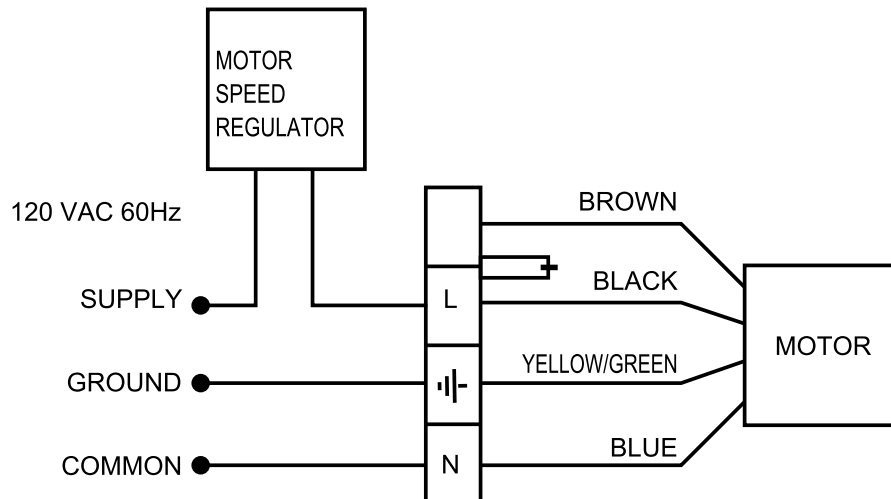 MOTOR
SPEED
REGULATOR
120 VAC 60Hz
BROWN
SUPPLY
L
BLACK
MOTOR
GROUND
YELLOW/GREEN
COMMON
N
BLUE